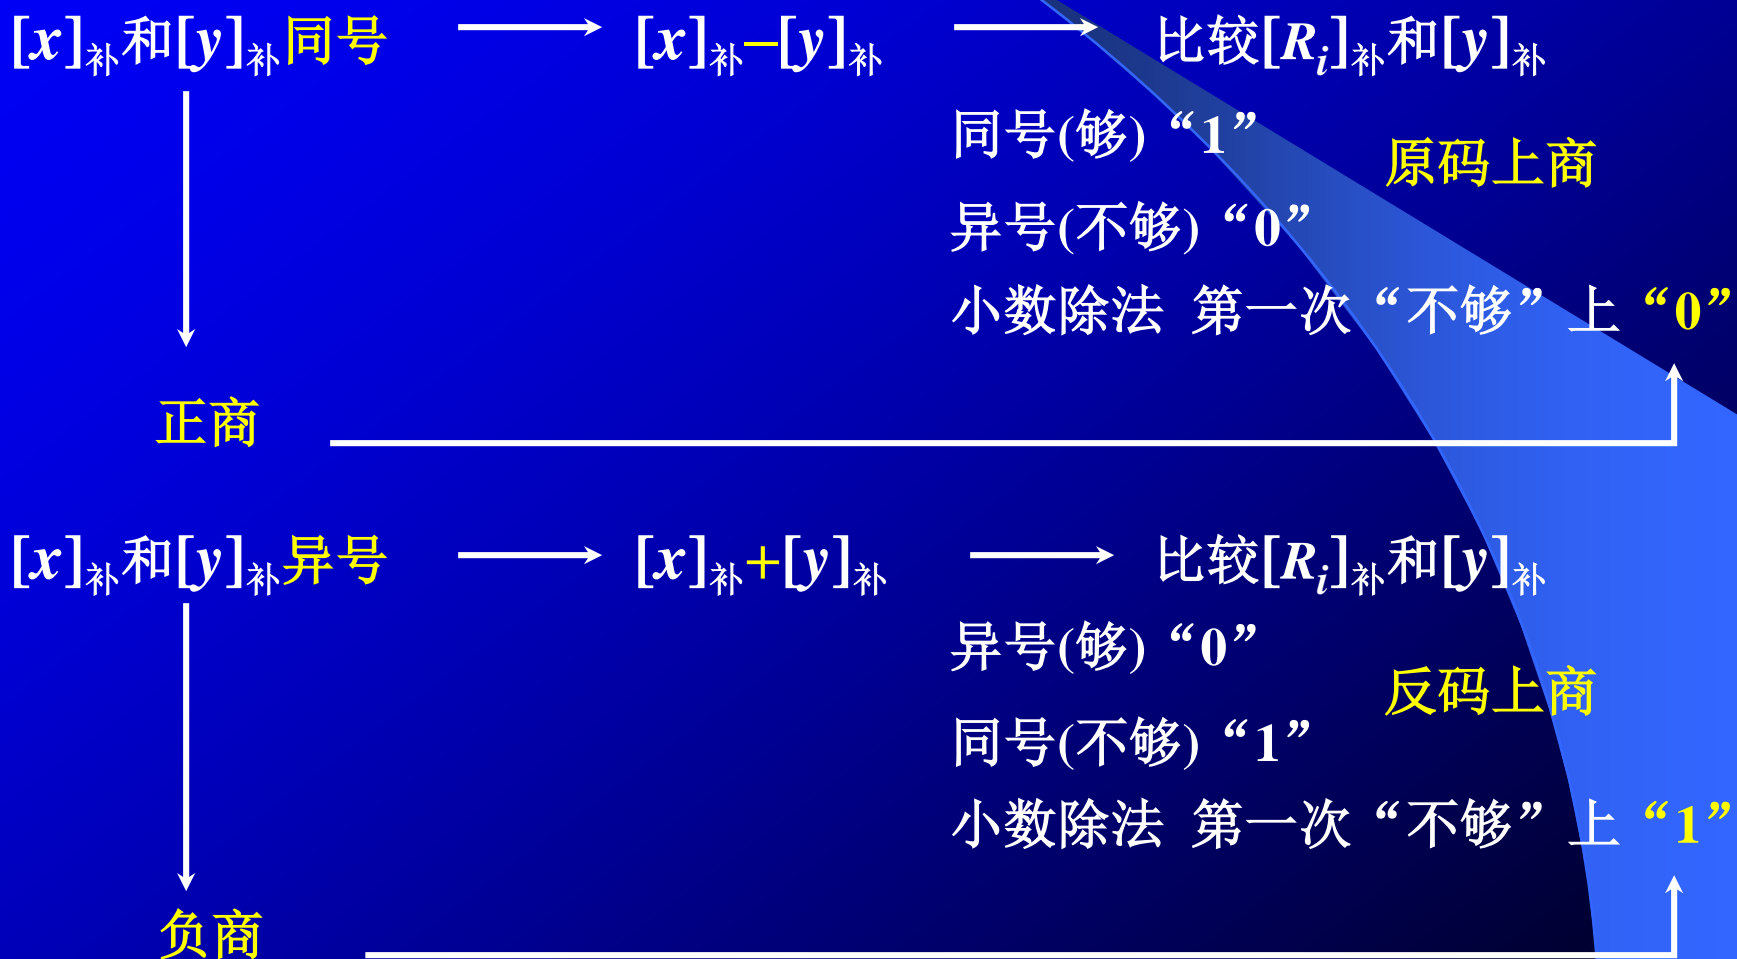 [x]补和[y]补同号 [x]补–[y]补 比较[Ri]补和[y]补
同号(够)“1”
原码上商
异号(不够)“0”
小数除法 第一次“不够”上“0”
正商
[x]补和[y]补异号 [x]补+[y]补 比较[Ri]补和[y]补
异号(够)“0”
反码上商
同号(不够)“1”
小数除法 第一次“不够”上“1”
负商